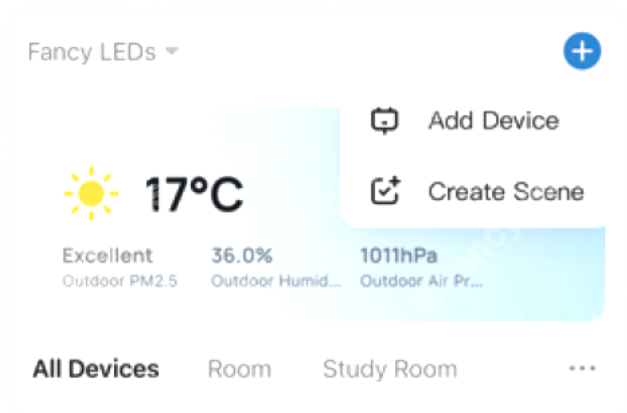 Fancy LEDs
Add Device
17°C
Create Scene
Excellent 36.0% 1011hPa
Outdoor PM2.5 Outdoor Humid... Outdoor Air Pr...
All Devices Room Study Room ...